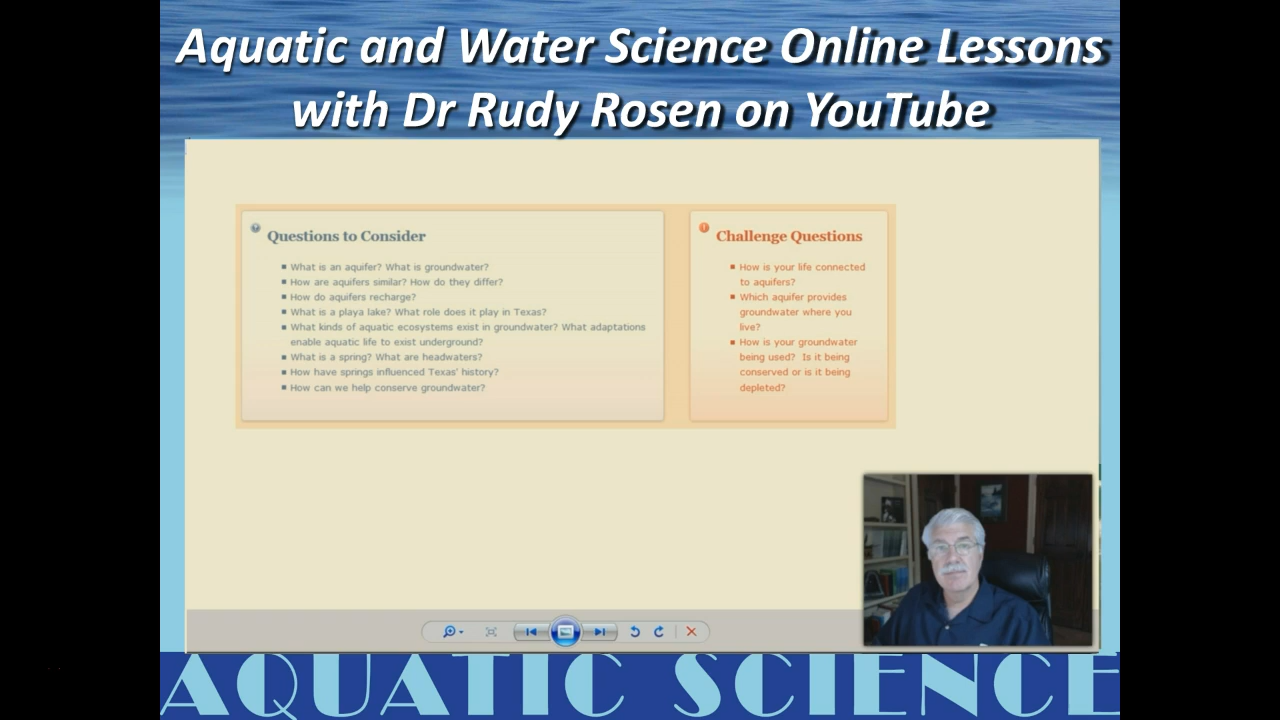 Aquatic and Water Science Online Lessons
with Dr Rudy Rosen on YouTube
Questions to Consider
What is an aquifer? What is groundwater?
How are aquifers similar? How do they differ?
How do aquifers recharge?
What is a playa lake? What role does it play in Texas?
What kinds of aquatic ecosystems exist in groundwater? What adaptations
enable aquatic life to exist underground?
What is a spring? What are headwaters?
How have springs influenced Texas' history?
How can we help conserve groundwater?
Challenge Questions
How is your life connected
to aquifers?
Which aquifer provides
groundwater where you
live?
How is your groundwater
being used? Is it being
conserved or is it being
depleted?
AQUATIC SCIENCE